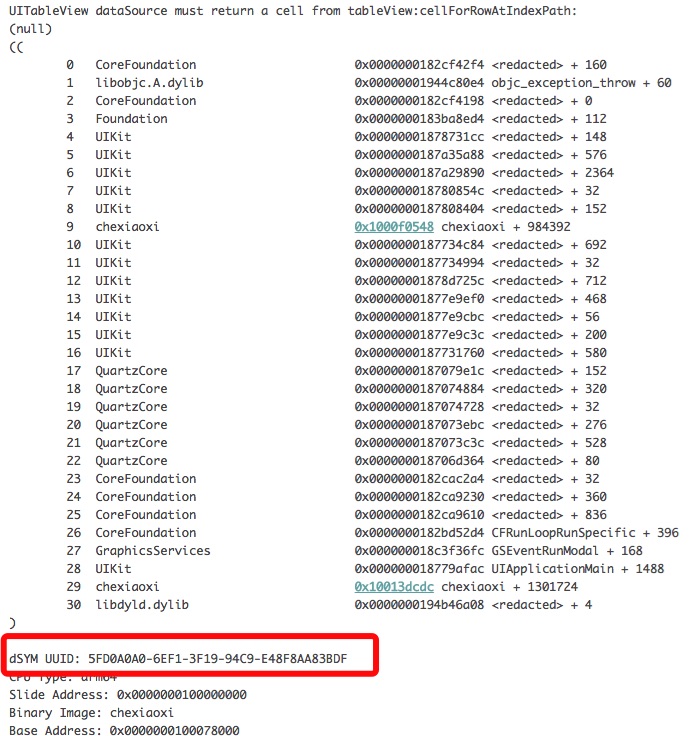 UITableView dataSource must return a cell from tableView:cellForRowAtIndexPath:
(null)
((
0 CoreFoundation 0x0000000182cf42f4 <redacted> + 160
1 libobjc.A.dylib 0x00000001944c80e4 objc_exception_throw + 60
2 CoreFoundation 0x0000000182cf4198 <redacted> + 0
3 Foundation 0x0000000183ba8ed4 <redacted> + 112
4 UIKit 0x00000001878731cc <redacted> + 148
5 UIKit 0x0000000187a35a88 <redacted> + 576
6 UIKit 0x0000000187a29890 <redacted> + 2364
7 UIKit 0x000000018780854c <redacted> + 32
8 UIKit 0x0000000187808404 <redacted> + 152
9 chexiaoxi 0x1000f0548 chexiaoxi + 984392
10 UIKit 0x0000000187734c84 <redacted> + 692
11 UIKit 0x0000000187734994 <redacted> + 32
12 UIKit 0x00000001878d725c <redacted> + 712
13 UIKit 0x00000001877e9ef0 <redacted> + 468
14 UIKit 0x00000001877e9cbc <redacted> + 56
15 UIKit 0x00000001877e9c3c <redacted> + 200
16 UIKit 0x0000000187731760 <redacted> + 580
17 QuartzCore 0x0000000187079e1c <redacted> + 152
18 QuartzCore 0x0000000187074884 <redacted> + 320
19 QuartzCore 0x0000000187074728 <redacted> + 32
20 QuartzCore 0x0000000187073ebc <redacted> + 276
21 QuartzCore 0x0000000187073c3c <redacted> + 528
22 QuartzCore 0x000000018706d364 <redacted> + 80
23 CoreFoundation 0x0000000182cac2a4 <redacted> + 32
24 CoreFoundation 0x0000000182ca9230 <redacted> + 360
25 CoreFoundation 0x0000000182ca9610 <redacted> + 836
26 CoreFoundation 0x0000000182bd52d4 CFRunLoopRunSpecific + 396
27 GraphicsServices 0x000000018c3f36fc GSEventRunModal + 168
28 UIKit 0x000000018779afac UIApplicationMain + 1488
29 chexiaoxi 0x10013dcdc chexiaoxi + 1301724
30 libdyld.dylib 0x0000000194b46a08 <redacted> + 4
)
dSYM UUID: 5FD0A0A0-6EF1-3F19-94C9-E48F8AA83BDF
CPU Type: arm64
Slide Address: 0x0000000100000000
Binary Image: chexiaoxi
Base Address: 0x0000000100078000